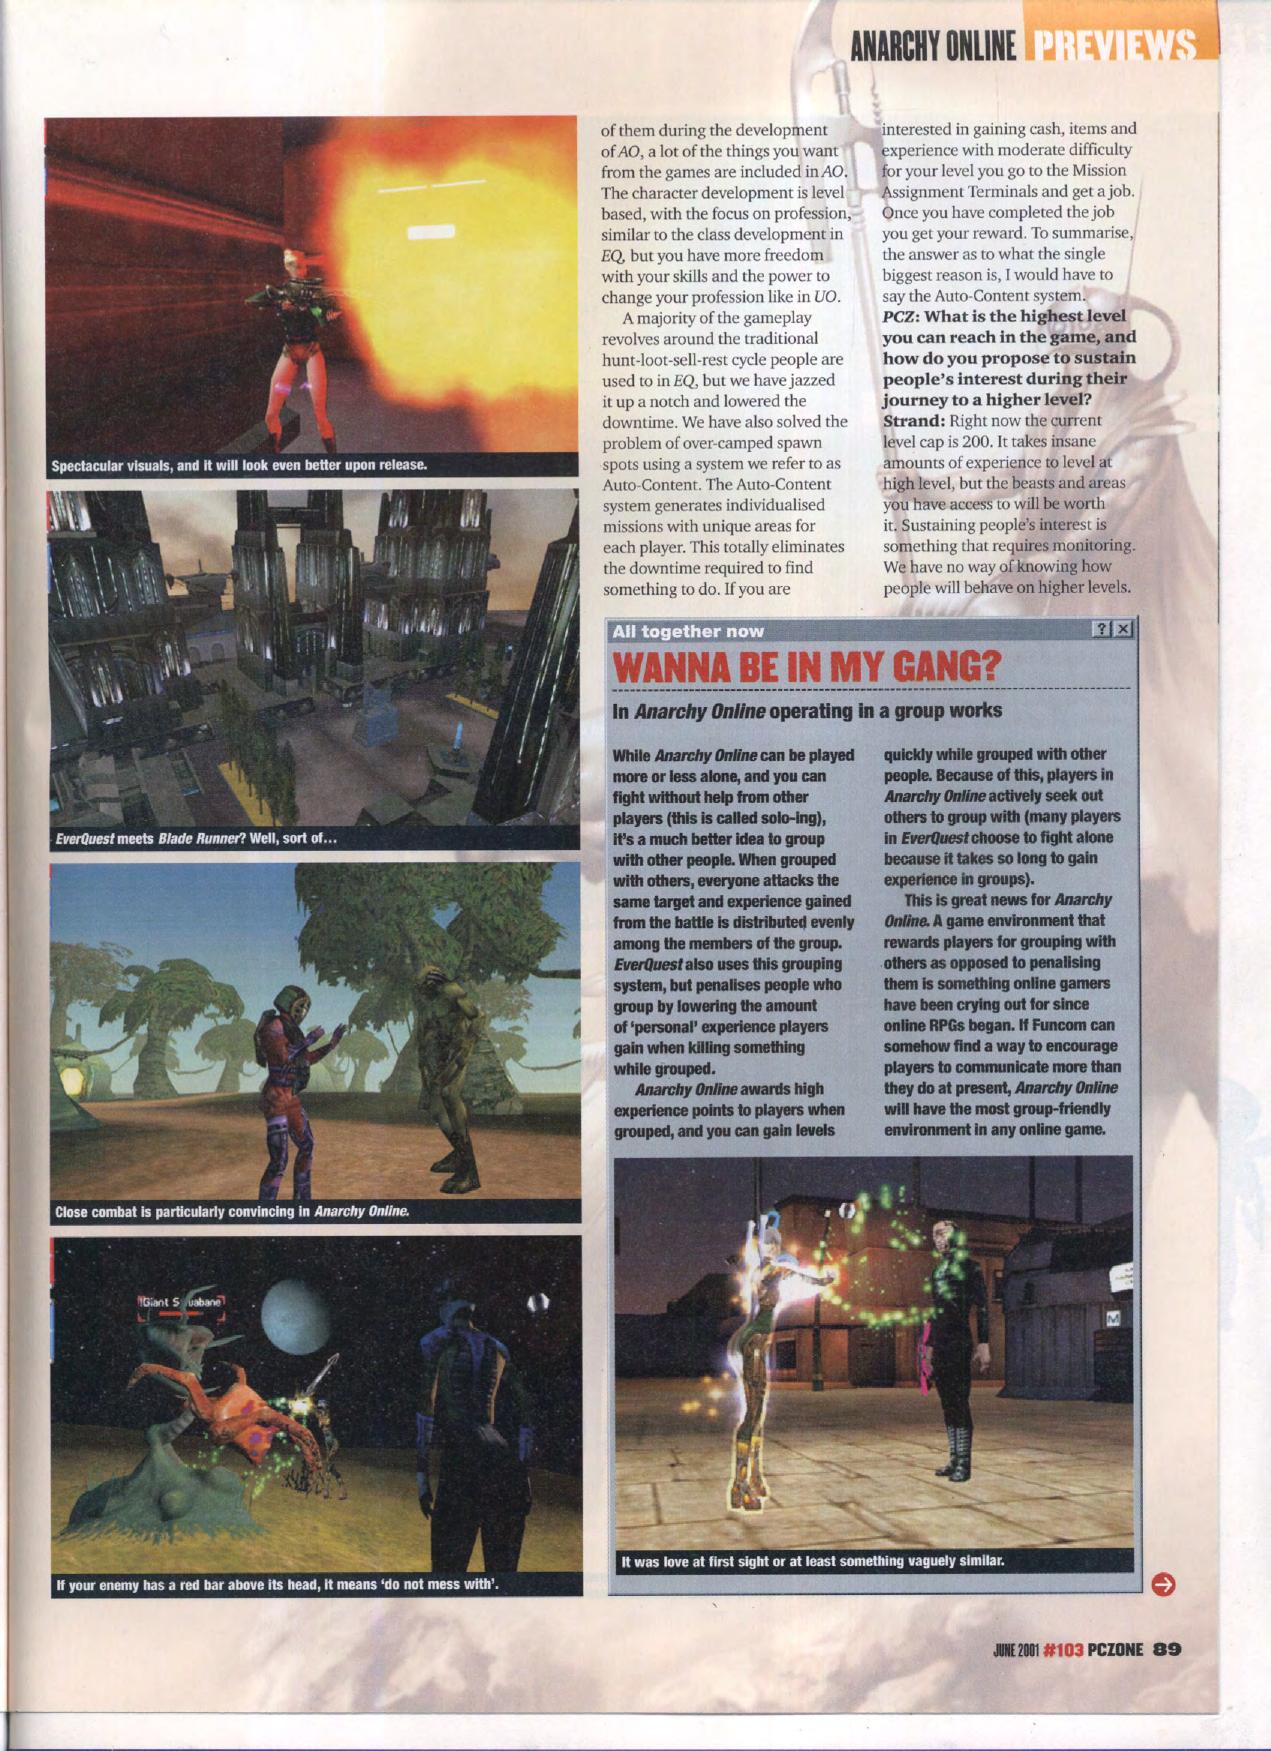 ANARCHY ONLINE PREVIEWS
Spectacular visuals, and it will look even better upon release.
EverQuest meets Blade Runner? Well, sort of...
Close combat is particularly convincing in Anarchy Online.
!Giant S
If your enemy has a red bar above its head, it means 'do not mess with'.
of them during the development
of AO, a lot of the things you want
from the games are included in AO.
The character development is level
based, with the focus on profession,
similar to the class development in
EQ, but you have more freedom
with your skills and the power to
change your profession like in UO.
A majority of the gameplay
revolves around the traditional
hunt-loot-sell-rest cycle people are
used to in EQ, but we have jazzed
it up a notch and lowered the
downtime. We have also solved the
problem of over-camped spawn
spots using a system we refer to as
Auto-Content. The Auto-Content
system generates individualised
missions with unique areas for
each player. This totally eliminates
the downtime required to find
something to do. If you are
interested in gaining cash, items and
experience with moderate difficulty
for your level you go to the Mission
Assignment Terminals and get a job.
Once you have completed the job
you get your reward. To summarise,
the answer as to what the single
biggest reason is, I would have to
say the Auto-Content system.
PCZ: What is the highest level
you can reach in the game, and
how do you propose to sustain
people's interest during their
journey to a higher level?
Strand: Right now the current
level cap is 200. It takes insane
amounts of experience to level at
high level, but the beasts and areas
you have access to will be worth
it. Sustaining people's interest is
something that requires monitoring.
We have no way of knowing how
people will behave on higher levels.
All together now ? X
WANNA BE IN MY GANG?
In Anarchy Online operating in a group works
While Anarchy Online can be played
more or less alone, and you can
fight without help from other
players (this is called solo-ing),
it's a much better idea to group
with other people. When grouped
with others, everyone attacks the
same target and experience gained
from the battle is distributed evenly
among the members of the group.
EverQuest also uses this grouping
system, but penalises people who
group by lowering the amount
of 'personal' experience players
gain when killing something
while grouped.
Anarchy Online awards high
experience points to players when
grouped, and you can gain levels
quickly while grouped with other
people. Because of this, players in
Anarchy Online actively seek out
others to group with (many players
in EverQuest choose to fight alone
because it takes so long to gain
experience in groups).
This is great news for Anarchy
Online. A game environment that
rewards players for grouping with
others as opposed to penalising
them is something online gamers
have been crying out for since
online RPGs began. If Funcom can
somehow find a way to encourage
players to communicate more than
they do at present, Anarchy Online
will have the most group-friendly
environment in any online game.
M
It was love at first sight or at least something vaguely similar.
JUNE 2001 #103 PCZONE 89